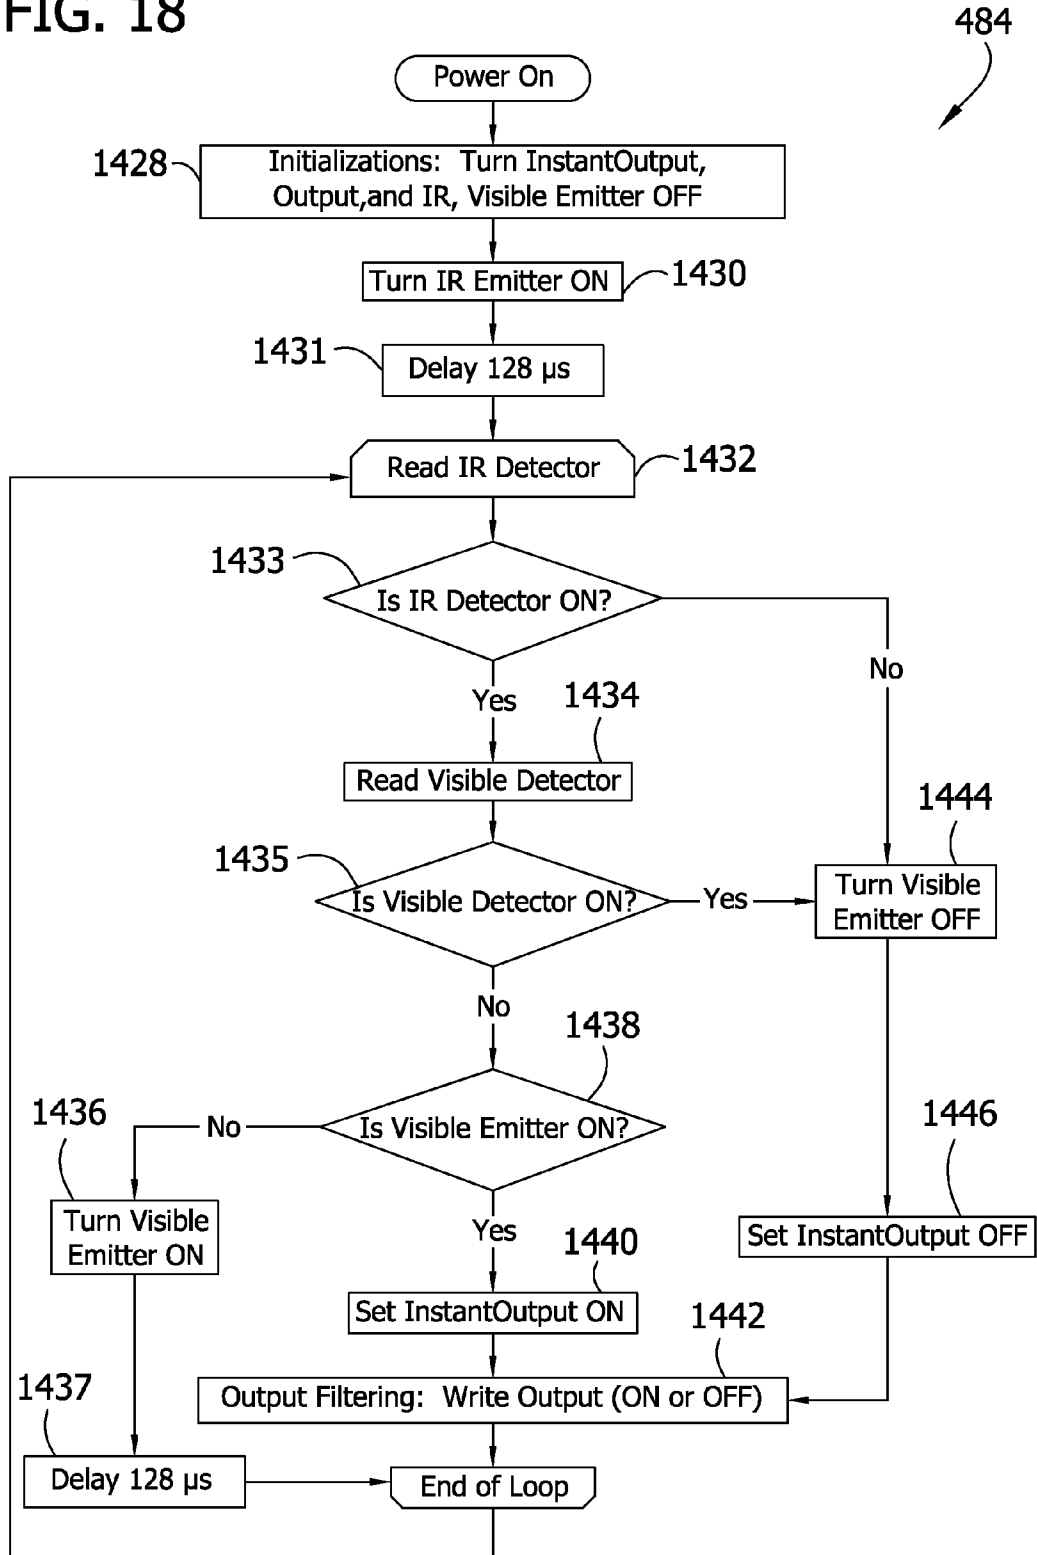 FIG. 18
484
Power On
1428
Initializations: Turn InstantOutput,
Output,and IR, Visible Emitter OFF
Turn IR Emitter ON
1430
1431
Delay 128 µs
Read IR Detector
1432
1433
Is IR Detector ON?
No
Yes
1434
Read Visible Detector
1444
1435
Is Visible Detector ON?
Yes
Turn Visible
Emitter OFF
No
1438
1436
No
Is Visible Emitter ON?
1446
Turn Visible
Emitter ON
Yes
1440
Set InstantOutput OFF
Set InstantOutput ON
1442
1437
Output Filtering: Write Output (ON or OFF)
Delay 128 µs
End of Loop